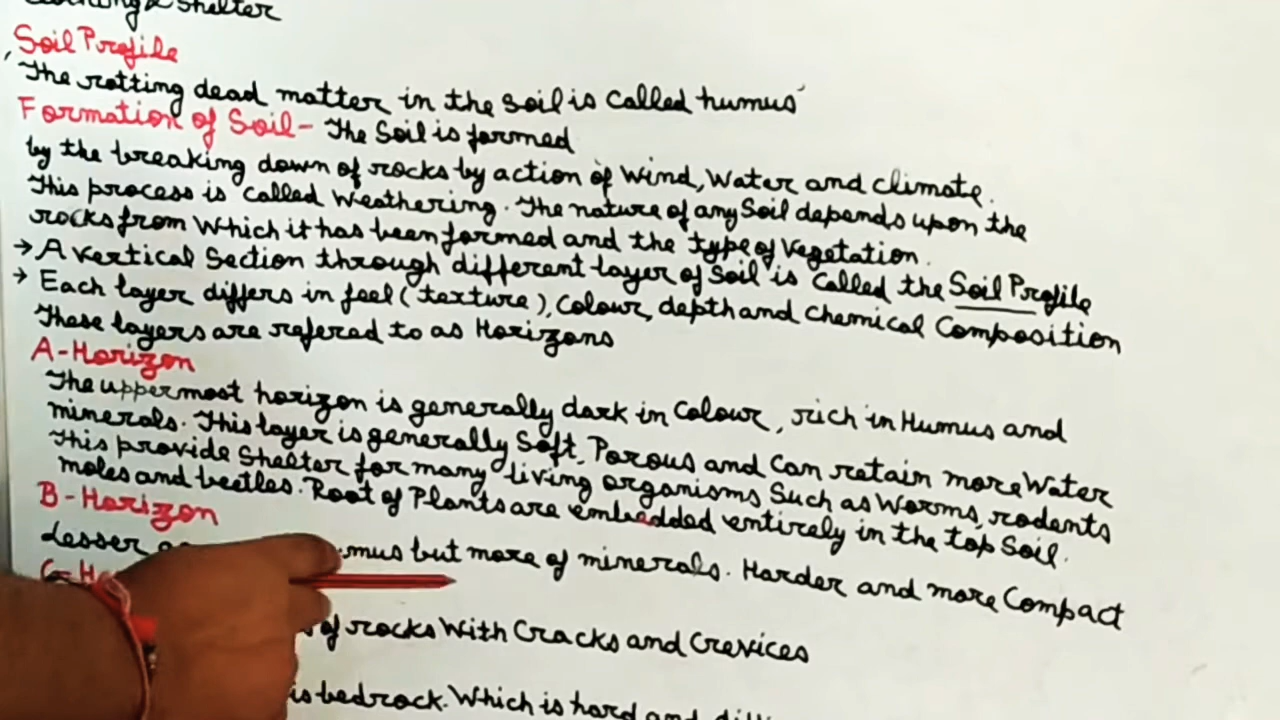 & Shelter
Soil Profile
The rotting dead matter in the soil is called humus
Formation of Soil - The Soil is formed
by the breaking down of rocks by action of Wind, Water and climate.
This process is called Weathering. The nature of any Soil depends upon the
rocks from Which it has been formed and the type of Vegetation.
→ A vertical Section through different layer of Soil is Called the Soil Profile
→ Each layer differs in feel (texture), Colour, depth and Chemical Composition
These layers are refered to as Horizons
A-Horizon
The uppermost horizon is generally dark in Colour, rich in Humus and
minerals. This layer is generally Soft, Porous and Can retain more Water
This provide Shelter for many living organisms Such as Worms, rodents
moles and beetles. Root of Plants are embedded entirely in the top Soil.
B-Horizon
Lesser but more of minerals. Harder and more Compact
of rocks With Cracks and Crevices
is bedrock. Which is hard and